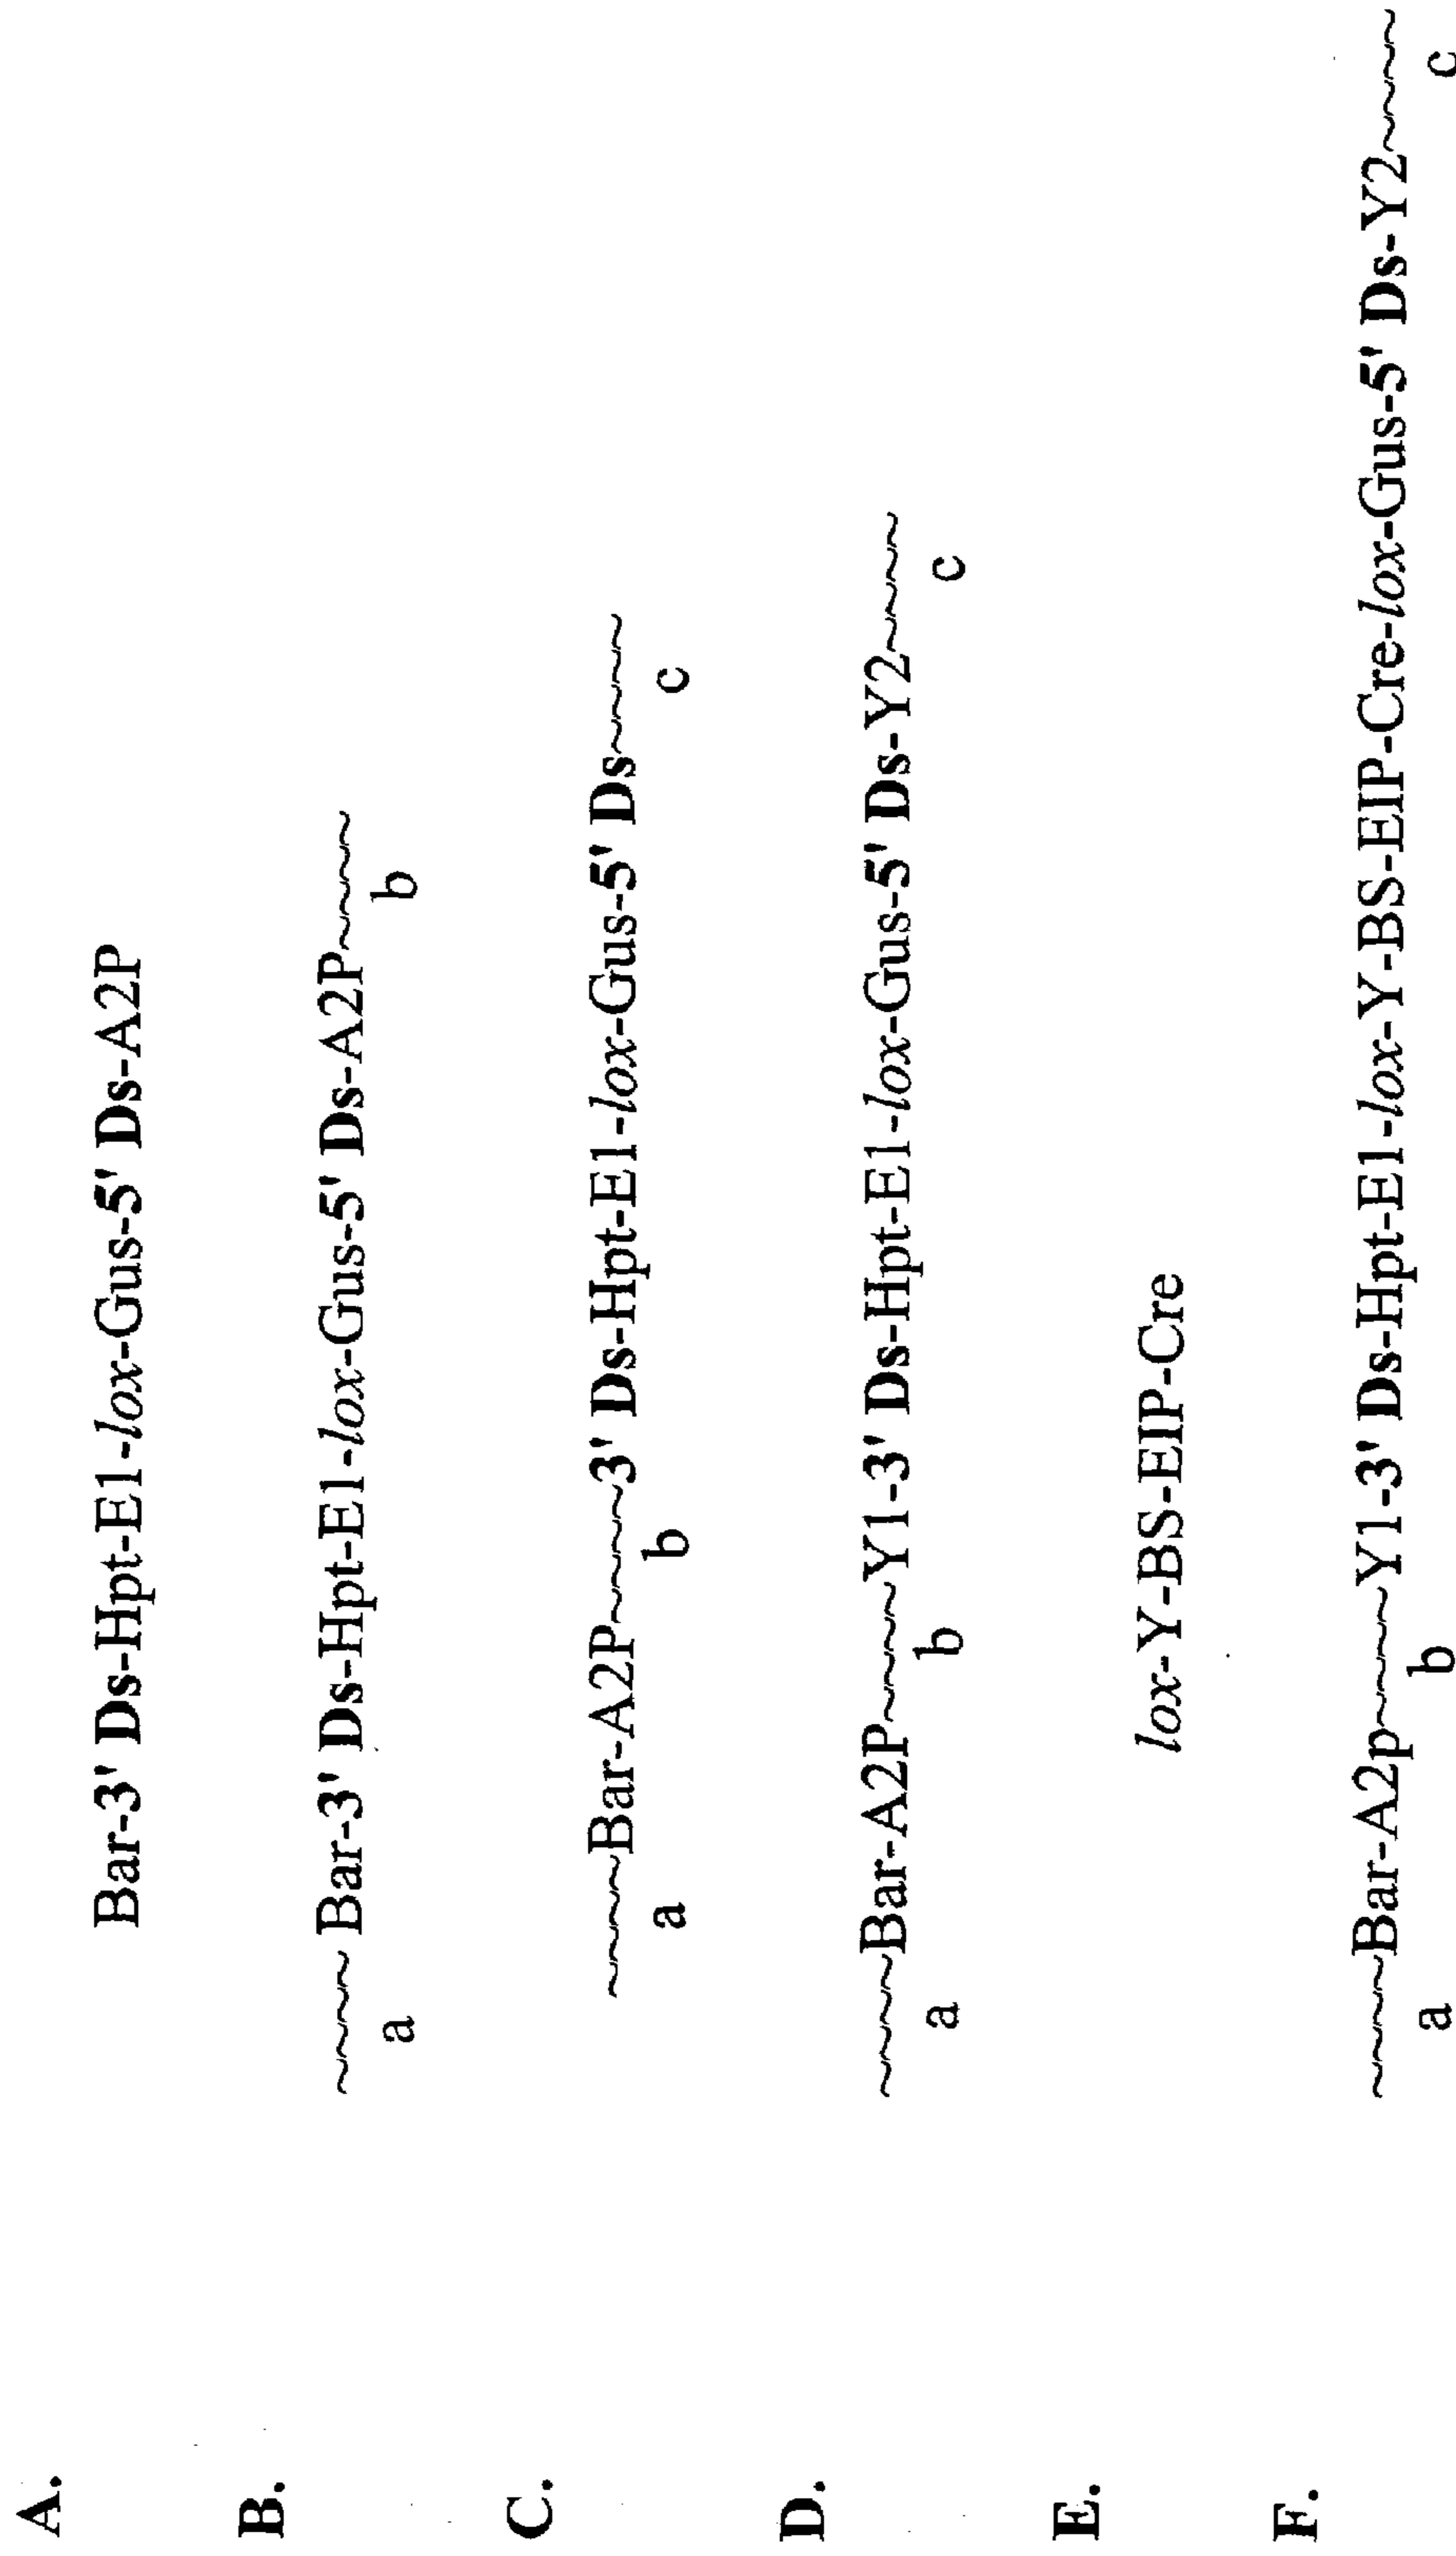 A.
Bar-3' Ds-Hpt-E1-lox-Gus-5' Ds-A2P
B.
~~~~ Bar-3' Ds-Hpt-E1-lox-Gus-5' Ds-A2P~~~~
a b
C.
~~~~Bar-A2P~~~~3' Ds-Hpt-E1-lox-Gus-5' Ds~~~~
a b c
D.
~~~~Bar-A2P~~~~Y1-3' Ds-Hpt-E1-lox-Gus-5' Ds-Y2~~~~
a b c
E.
lox-Y-BS-EIP-Cre
F.
~~~~Bar-A2p~~~~Y1-3' Ds-Hpt-E1-lox-Y-BS-EIP-Cre-lox-Gus-5' Ds-Y2~~~~
a b c